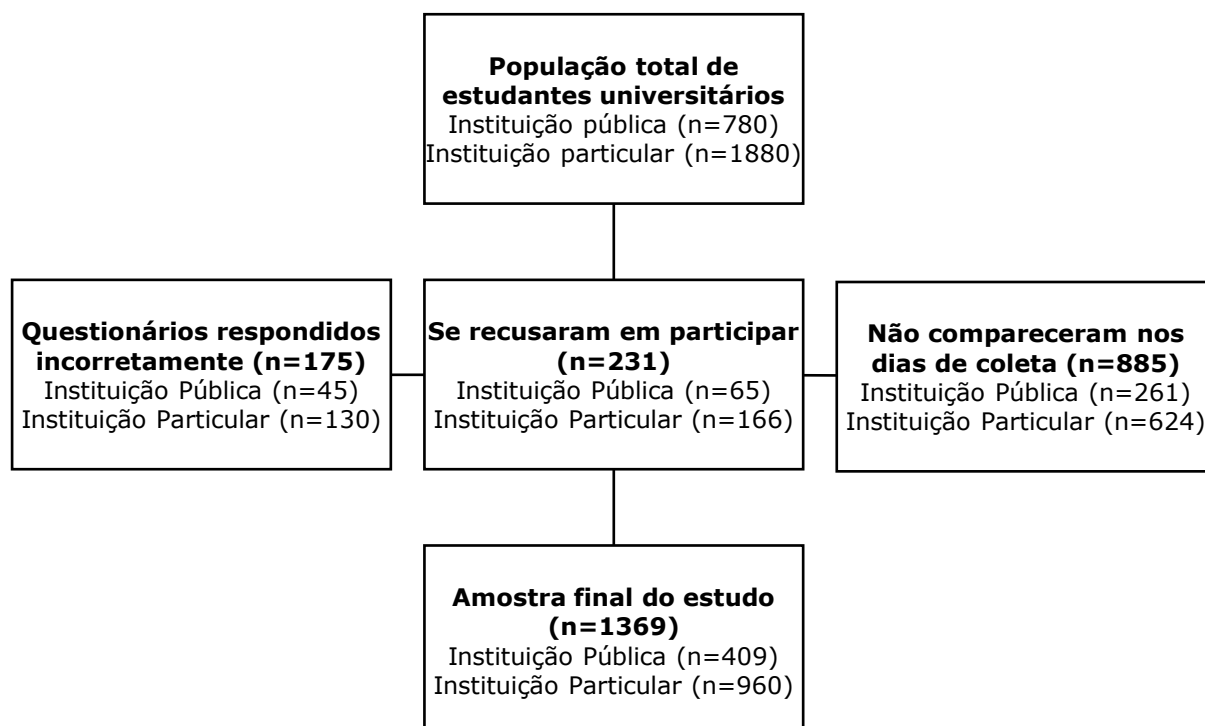 População total de
estudantes universitários
Instituição pública (n=780)
Instituição particular (n=1880)
Questionários respondidos
incorretamente (n=175)
Instituição Pública (n=45)
Instituição Particular (n=130)
Se recusaram em participar
(n=231)
Instituição Pública (n=65)
Instituição Particular (n=166)
Não compareceram nos
dias de coleta (n=885)
Instituição Pública (n=261)
Instituição Particular (n=624)
Amostra final do estudo
(n=1369)
Instituição Pública (n=409)
Instituição Particular (n=960)